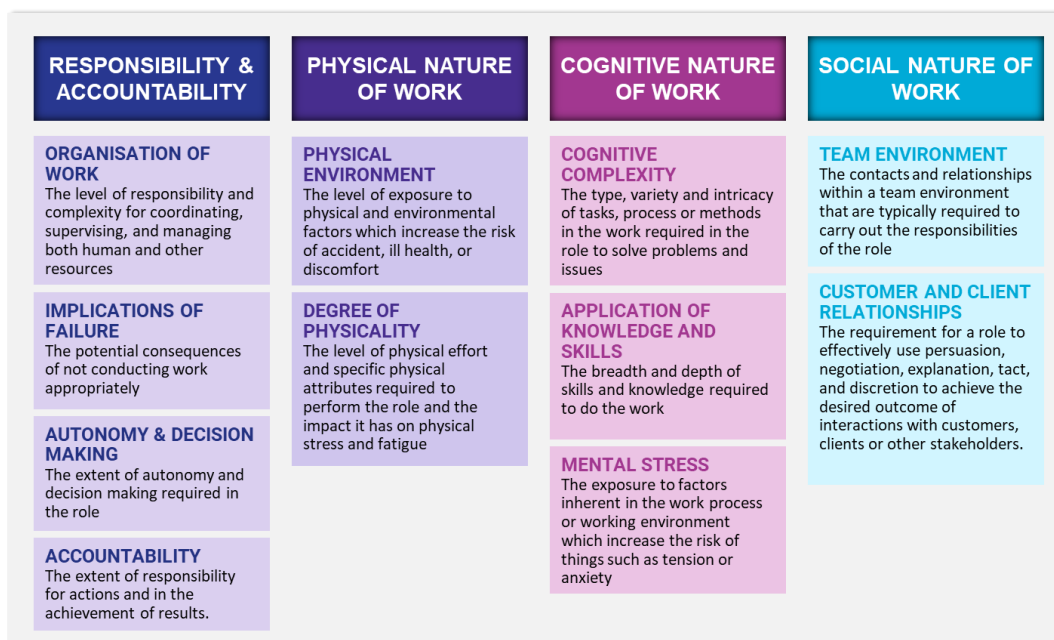 RESPONSIBILITY &
ACCOUNTABILITY
ORGANISATION OF
WORK
The level of responsibility and
complexity for coordinating,
supervising, and managing
both human and other
resources
IMPLICATIONS OF
FAILURE
The potential consequences
of not conducting work
appropriately
AUTONOMY & DECISION
MAKING
The extent of autonomy and
decision making required in
the role
ACCOUNTABILITY
The extent of responsibility
for actions and in the
achievement of results.
PHYSICAL NATURE
OF WORK
PHYSICAL
ENVIRONMENT
The level of exposure to
physical and environmental
factors which increase the risk
of accident, ill health, or
discomfort
DEGREE OF
PHYSICALITY
The level of physical effort
and specific physical
attributes required to
perform the role and the
impact it has on physical
stress and fatigue
COGNITIVE NATURE
OF WORK
COGNITIVE
COMPLEXITY
The type, variety and intricacy
of tasks, process or methods
in the work required in the
role to solve problems and
issues
APPLICATION OF
KNOWLEDGE AND
SKILLS
The breadth and depth of
skills and knowledge required
to do the work
MENTAL STRESS
The exposure to factors
inherent in the work process
or working environment
which increase the risk of
things such as tension or
anxiety
SOCIAL NATURE OF
WORK
TEAM ENVIRONMENT
The contacts and relationships
within a team environment
that are typically required to
carry out the responsibilities
of the role
CUSTOMER AND CLIENT
RELATIONSHIPS
The requirement for a role to
effectively use persuasion,
negotiation, explanation, tact,
and discretion to achieve the
desired outcome of
interactions with customers,
clients or other stakeholders.